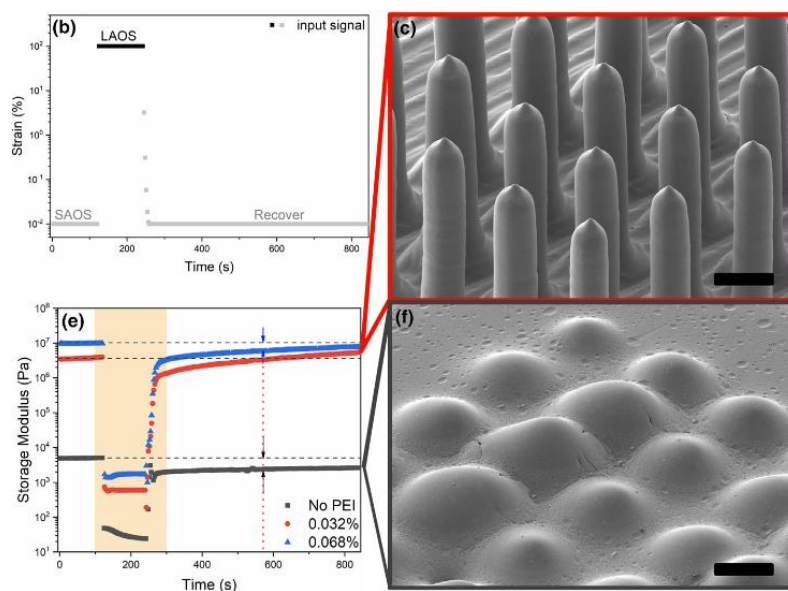 (b)
LAOS
input signal
10²
10¹
10⁰
10⁻¹
10⁻²
Strain (%)
SAOS
Recover
0
200
400
600
800
Time (s)
(c)
(e)
10⁸
10⁷
10⁶
10⁵
10⁴
10³
10²
10¹
Storage Modulus (Pa)
No PEI
0.032%
0.068%
0
200
400
600
800
Time (s)
(f)